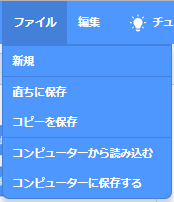 ファイル 編集 チュ
新規
直ちに保存
コピーを保存
コンピューターから読み込む
コンピューターに保存する